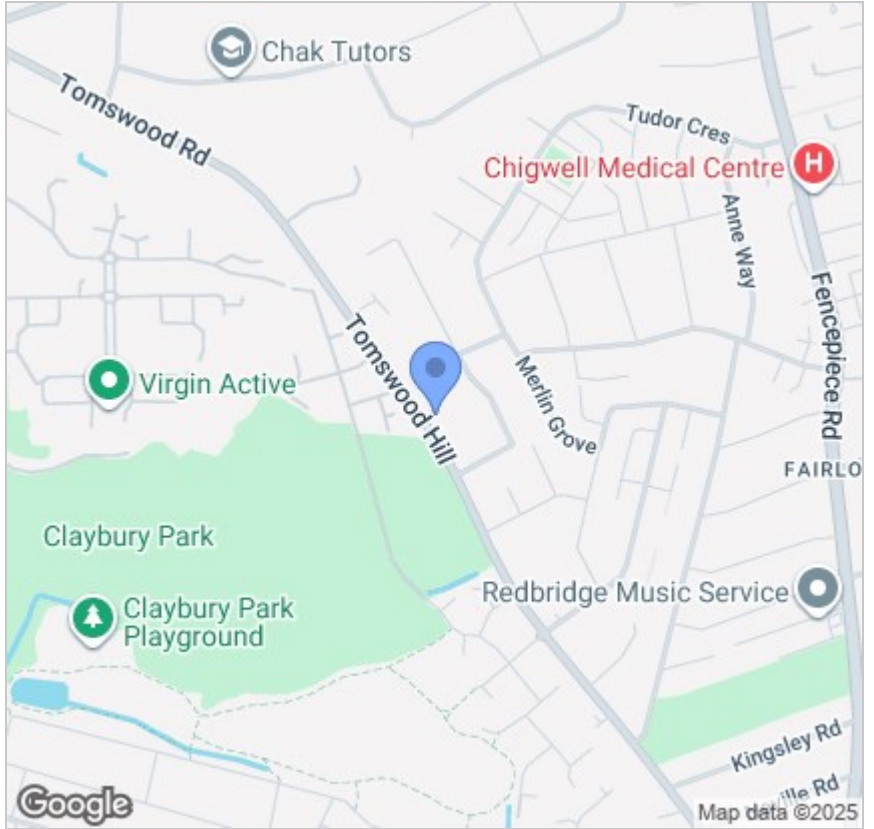 Chak Tutors
Tomswood Rd
Tudor Cres
Chigwell Medical Centre
H
Anne Way
Fencepiece Rd
Tomswood Hill
Virgin Active
Merlin Grove
FAIRLO
Claybury Park
Redbridge Music Service
Claybury Park
Playground
Kingsley Rd
Rd
Google
Map data ©2025